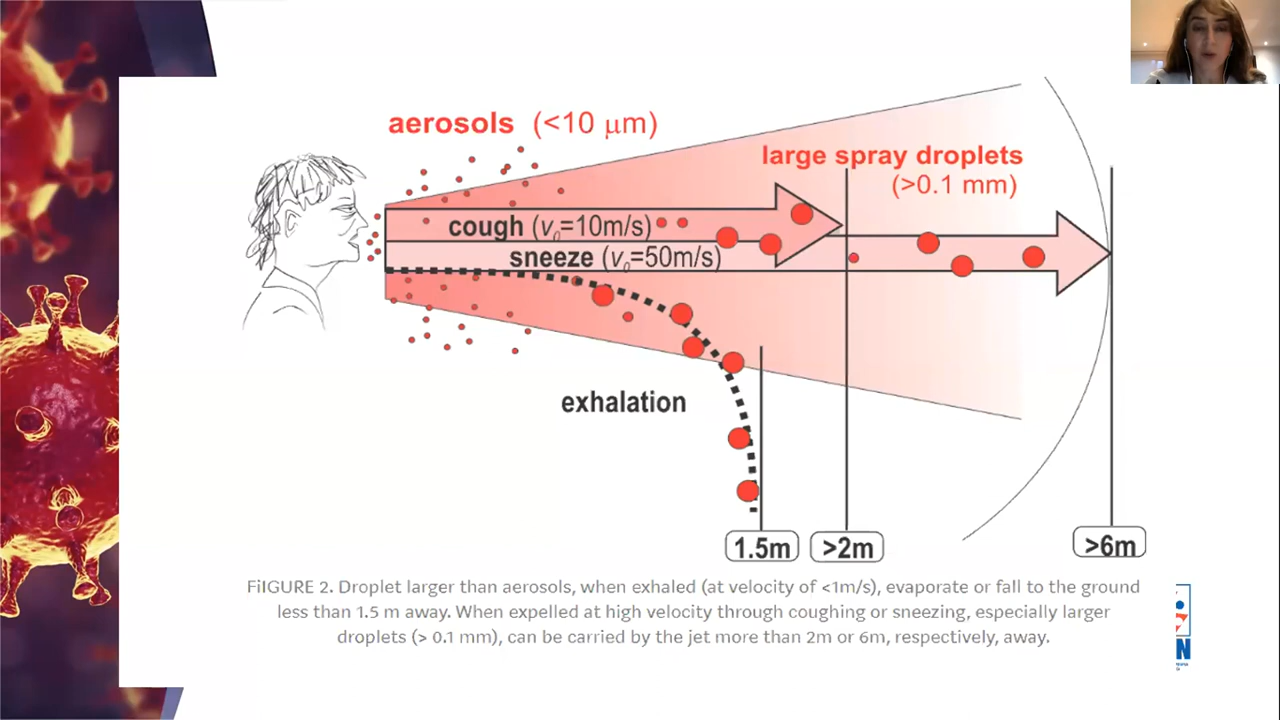 aerosols (<10 μm)
large spray droplets
(>0.1 mm)
cough (v₀=10m/s)
sneeze (v₀=50m/s)
exhalation
1.5m
>2m
>6m
FiIGURE 2. Droplet larger than aerosols, when exhaled (at velocity of <1m/s), evaporate or fall to the ground
less than 1.5 m away. When expelled at high velocity through coughing or sneezing, especially larger
droplets (> 0.1 mm), can be carried by the jet more than 2m or 6m, respectively, away.
N